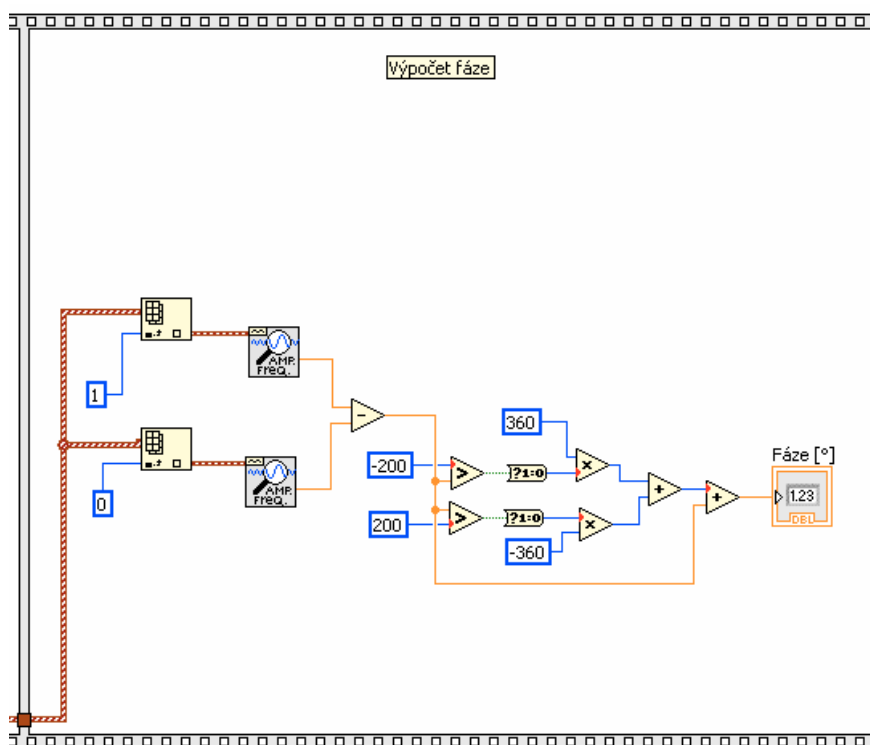 Výpočet fáze
1
AMP.
FREQ.
0
AMP.
FREQ.
360
-200
>
?1:0
x
200
>
?1:0
x
-360
-
+
+
Fáze [°]
1.23
DBL